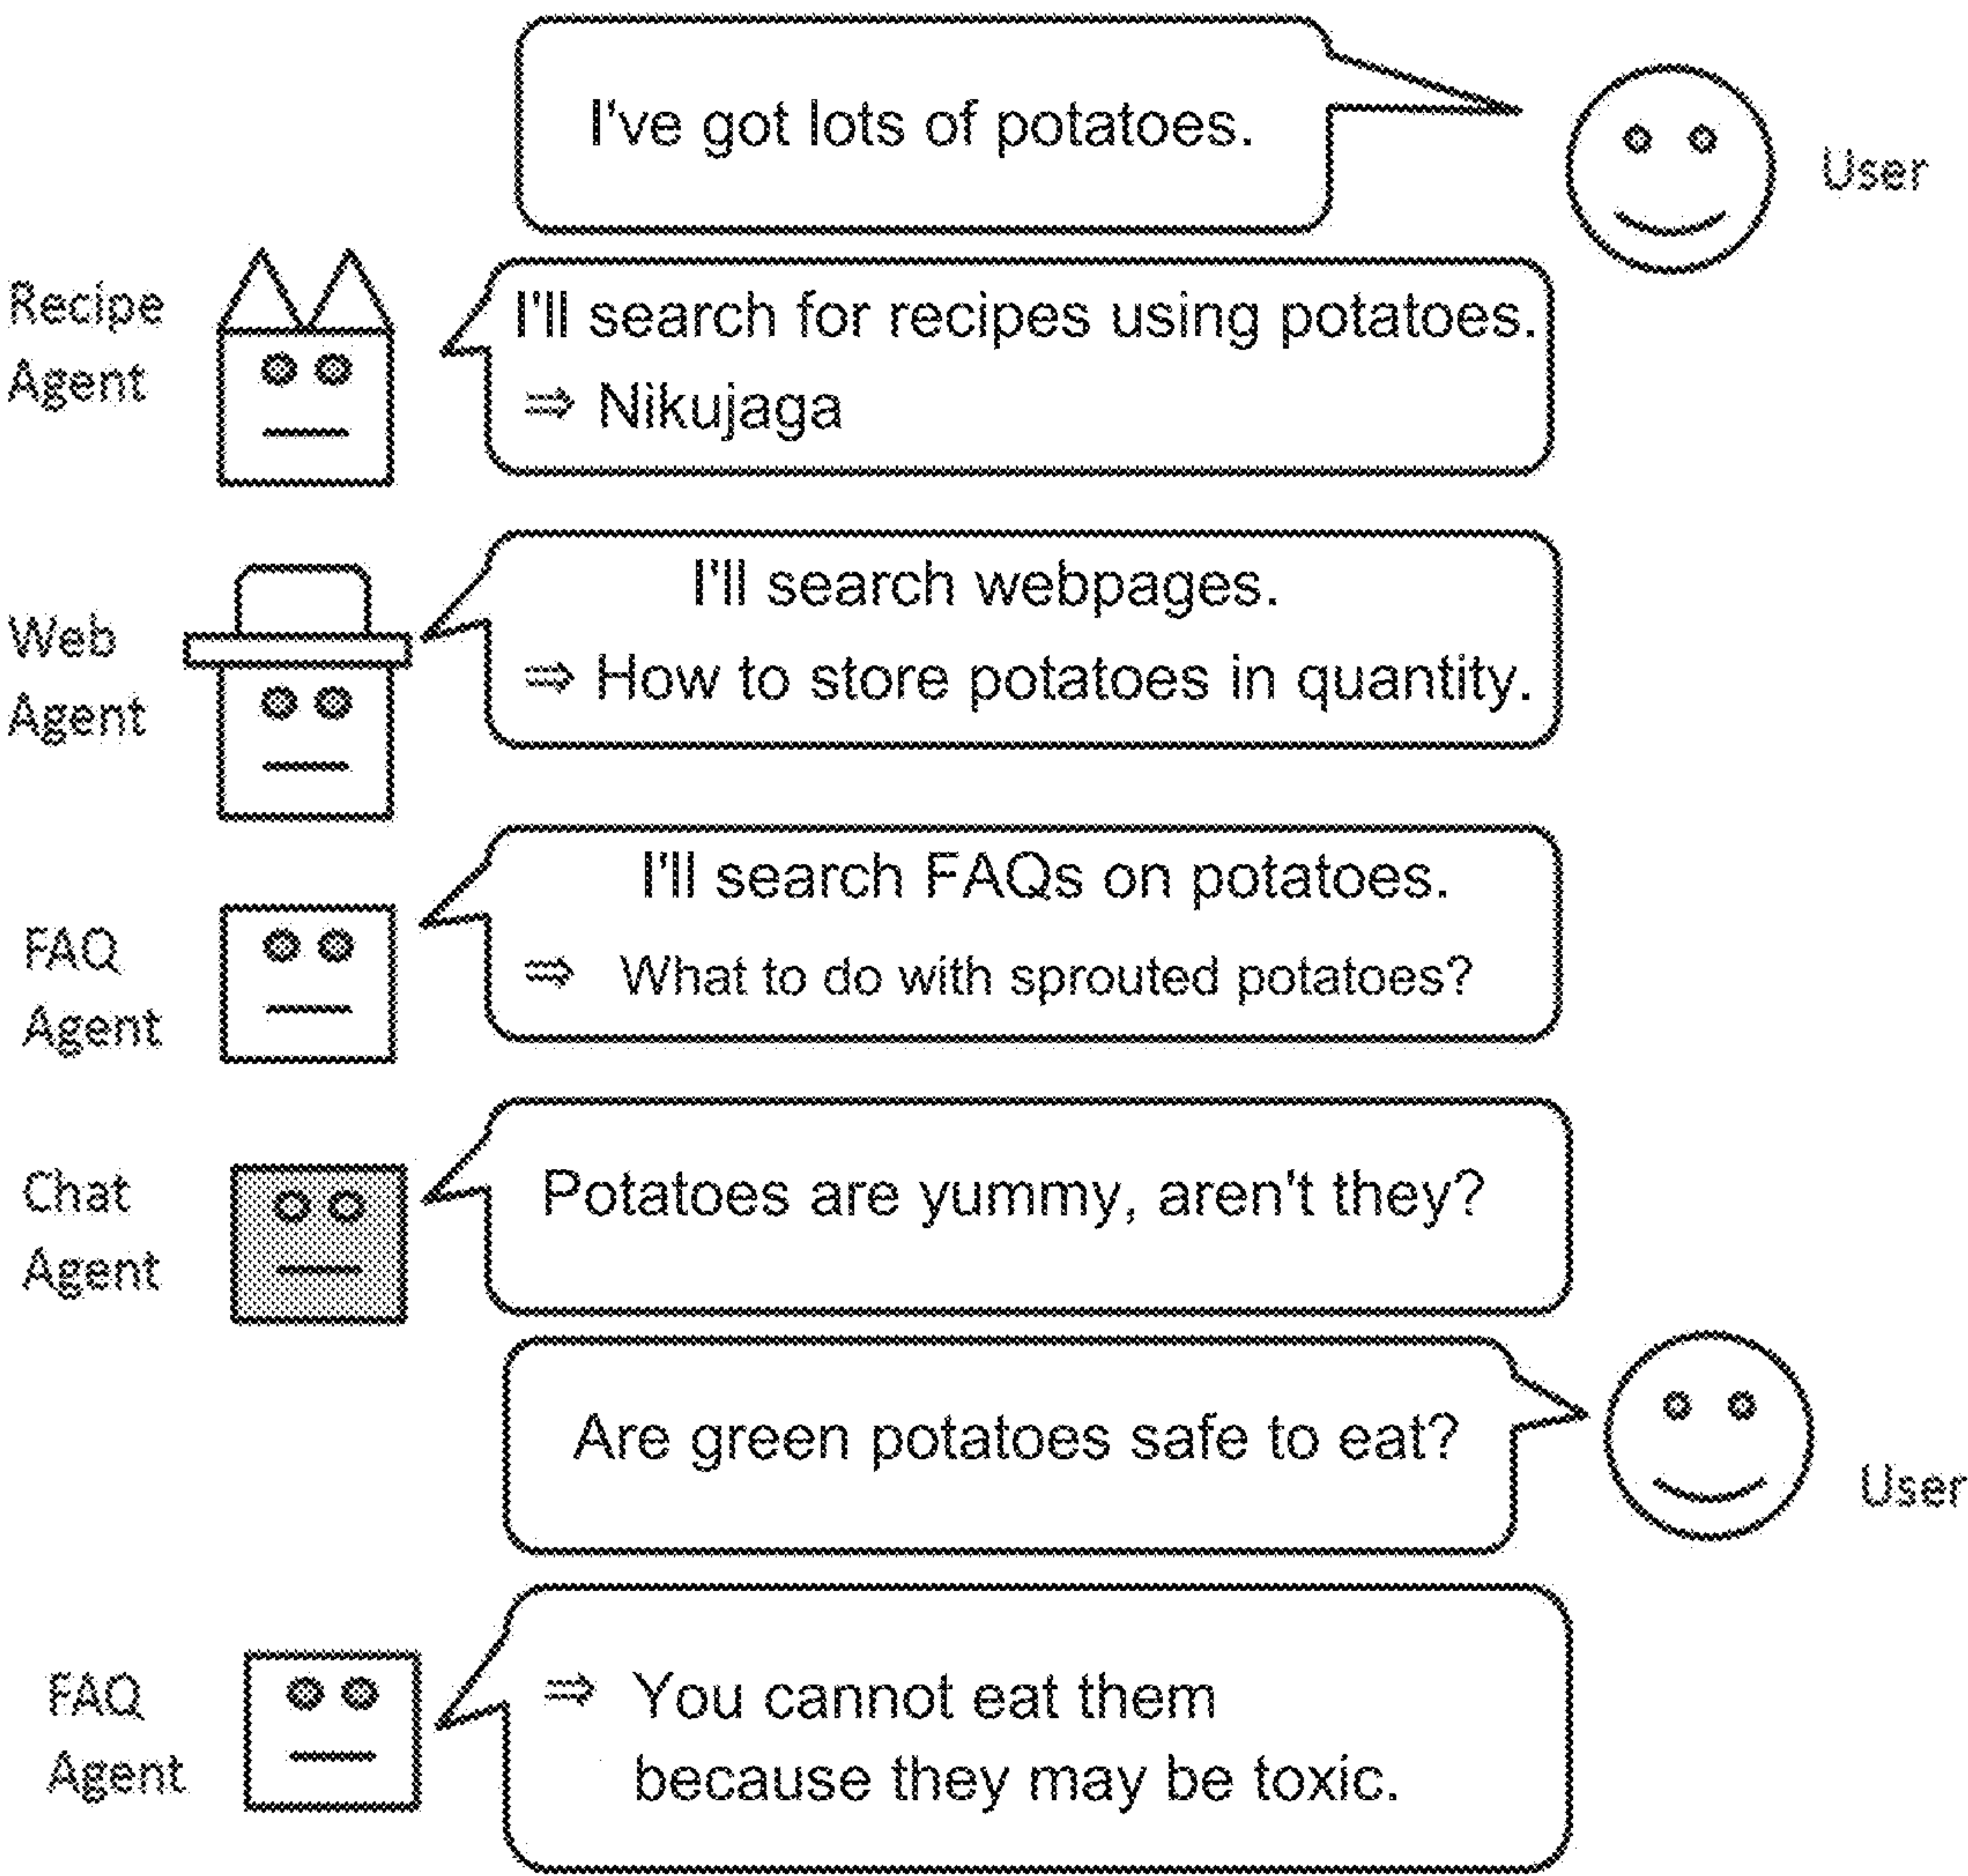 I've got lots of potatoes.
User
Recipe
Agent
I'll search for recipes using potatoes.
⇒ Nikujaga
Web
Agent
I'll search webpages.
⇒ How to store potatoes in quantity.
FAQ
Agent
I'll search FAQs on potatoes.
⇒ What to do with sprouted potatoes?
Chat
Agent
Potatoes are yummy, aren't they?
Are green potatoes safe to eat?
User
FAQ
Agent
⇒ You cannot eat them
because they may be toxic.